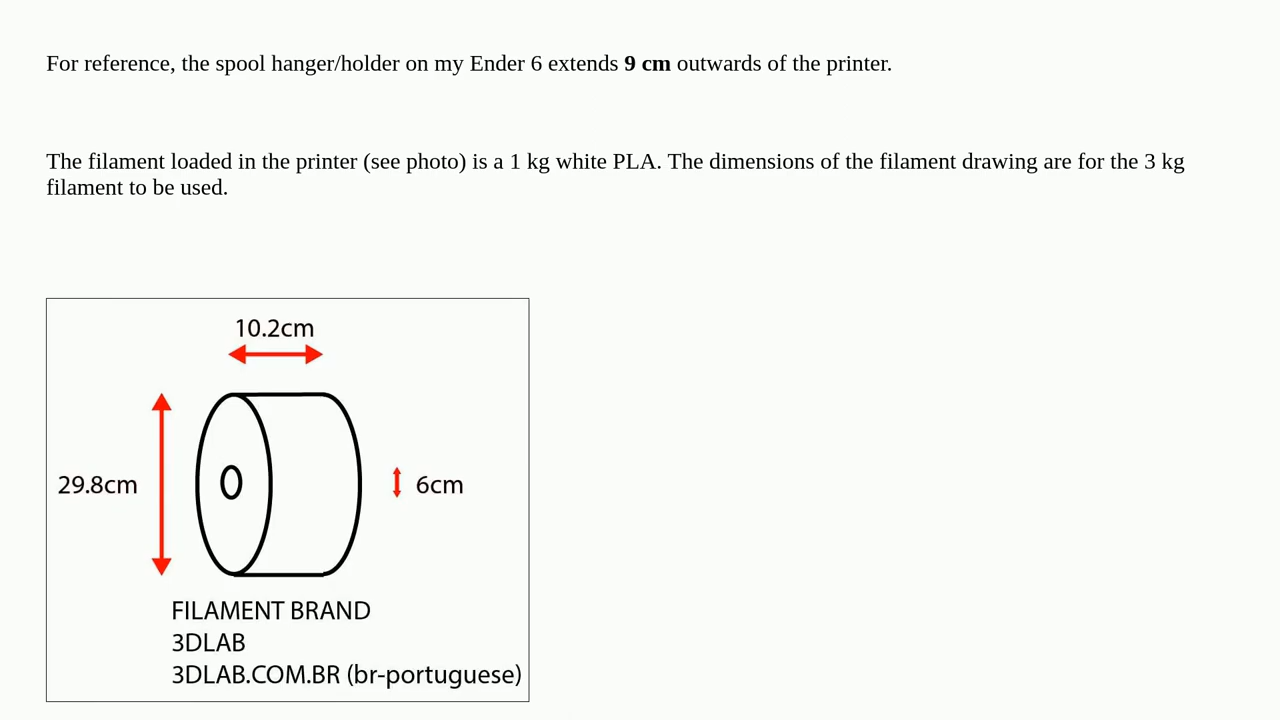 For reference, the spool hanger/holder on my Ender 6 extends 9 cm outwards of the printer.
The filament loaded in the printer (see photo) is a 1 kg white PLA. The dimensions of the filament drawing are for the 3 kg
filament to be used.
10.2cm
29.8cm
6cm
FILAMENT BRAND
3DLAB
3DLAB.COM.BR (br-portuguese)